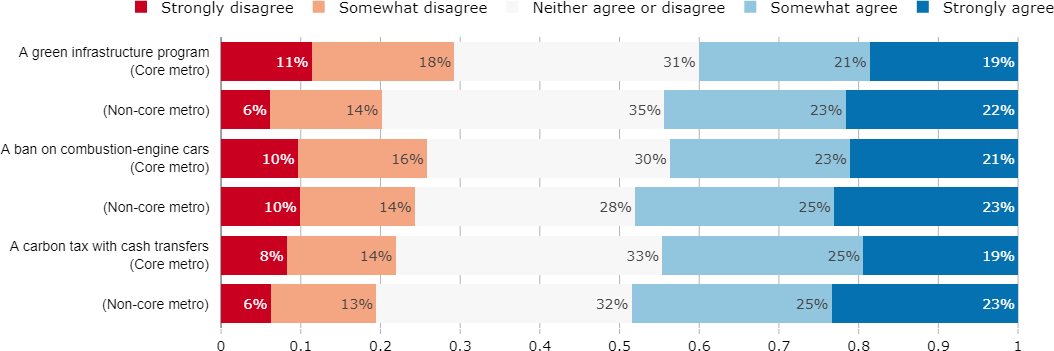 Strongly disagree Somewhat disagree Neither agree or disagree Somewhat agree Strongly agree
A green infrastructure program
(Core metro)
11% 18% 31% 21% 19%
(Non-core metro) 6% 14% 35% 23% 22%
A ban on combustion-engine cars
(Core metro)
10% 16% 30% 23% 21%
(Non-core metro) 10% 14% 28% 25% 23%
A carbon tax with cash transfers
(Core metro)
8% 14% 33% 25% 19%
(Non-core metro) 6% 13% 32% 25% 23%
0 0.1 0.2 0.3 0.4 0.5 0.6 0.7 0.8 0.9 1